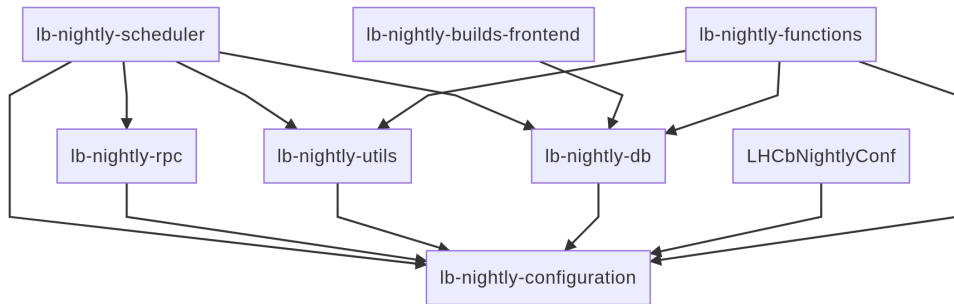 lb-nightly-scheduler
lb-nightly-builds-frontend
lb-nightly-functions
lb-nightly-rpc
lb-nightly-utils
lb-nightly-db
LHCbNightlyConf
lb-nightly-configuration